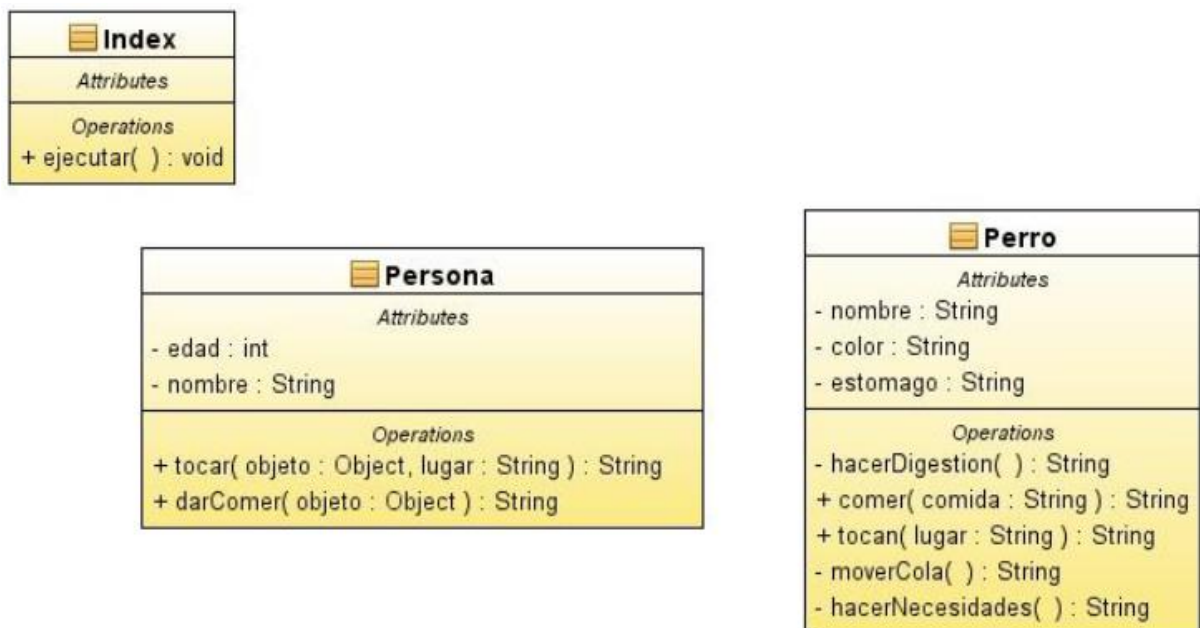 Index
Attributes
Operations
+ ejecutar( ) : void
Persona
Attributes
- edad : int
- nombre : String
Operations
+ tocar( objeto : Object, lugar : String ) : String
+ darComer( objeto : Object ) : String
Perro
Attributes
- nombre : String
- color : String
- estomago : String
Operations
- hacerDigestion( ) : String
+ comer( comida : String ) : String
+ tocan( lugar : String ) : String
- moverCola( ) : String
- hacerNecesidades( ) : String